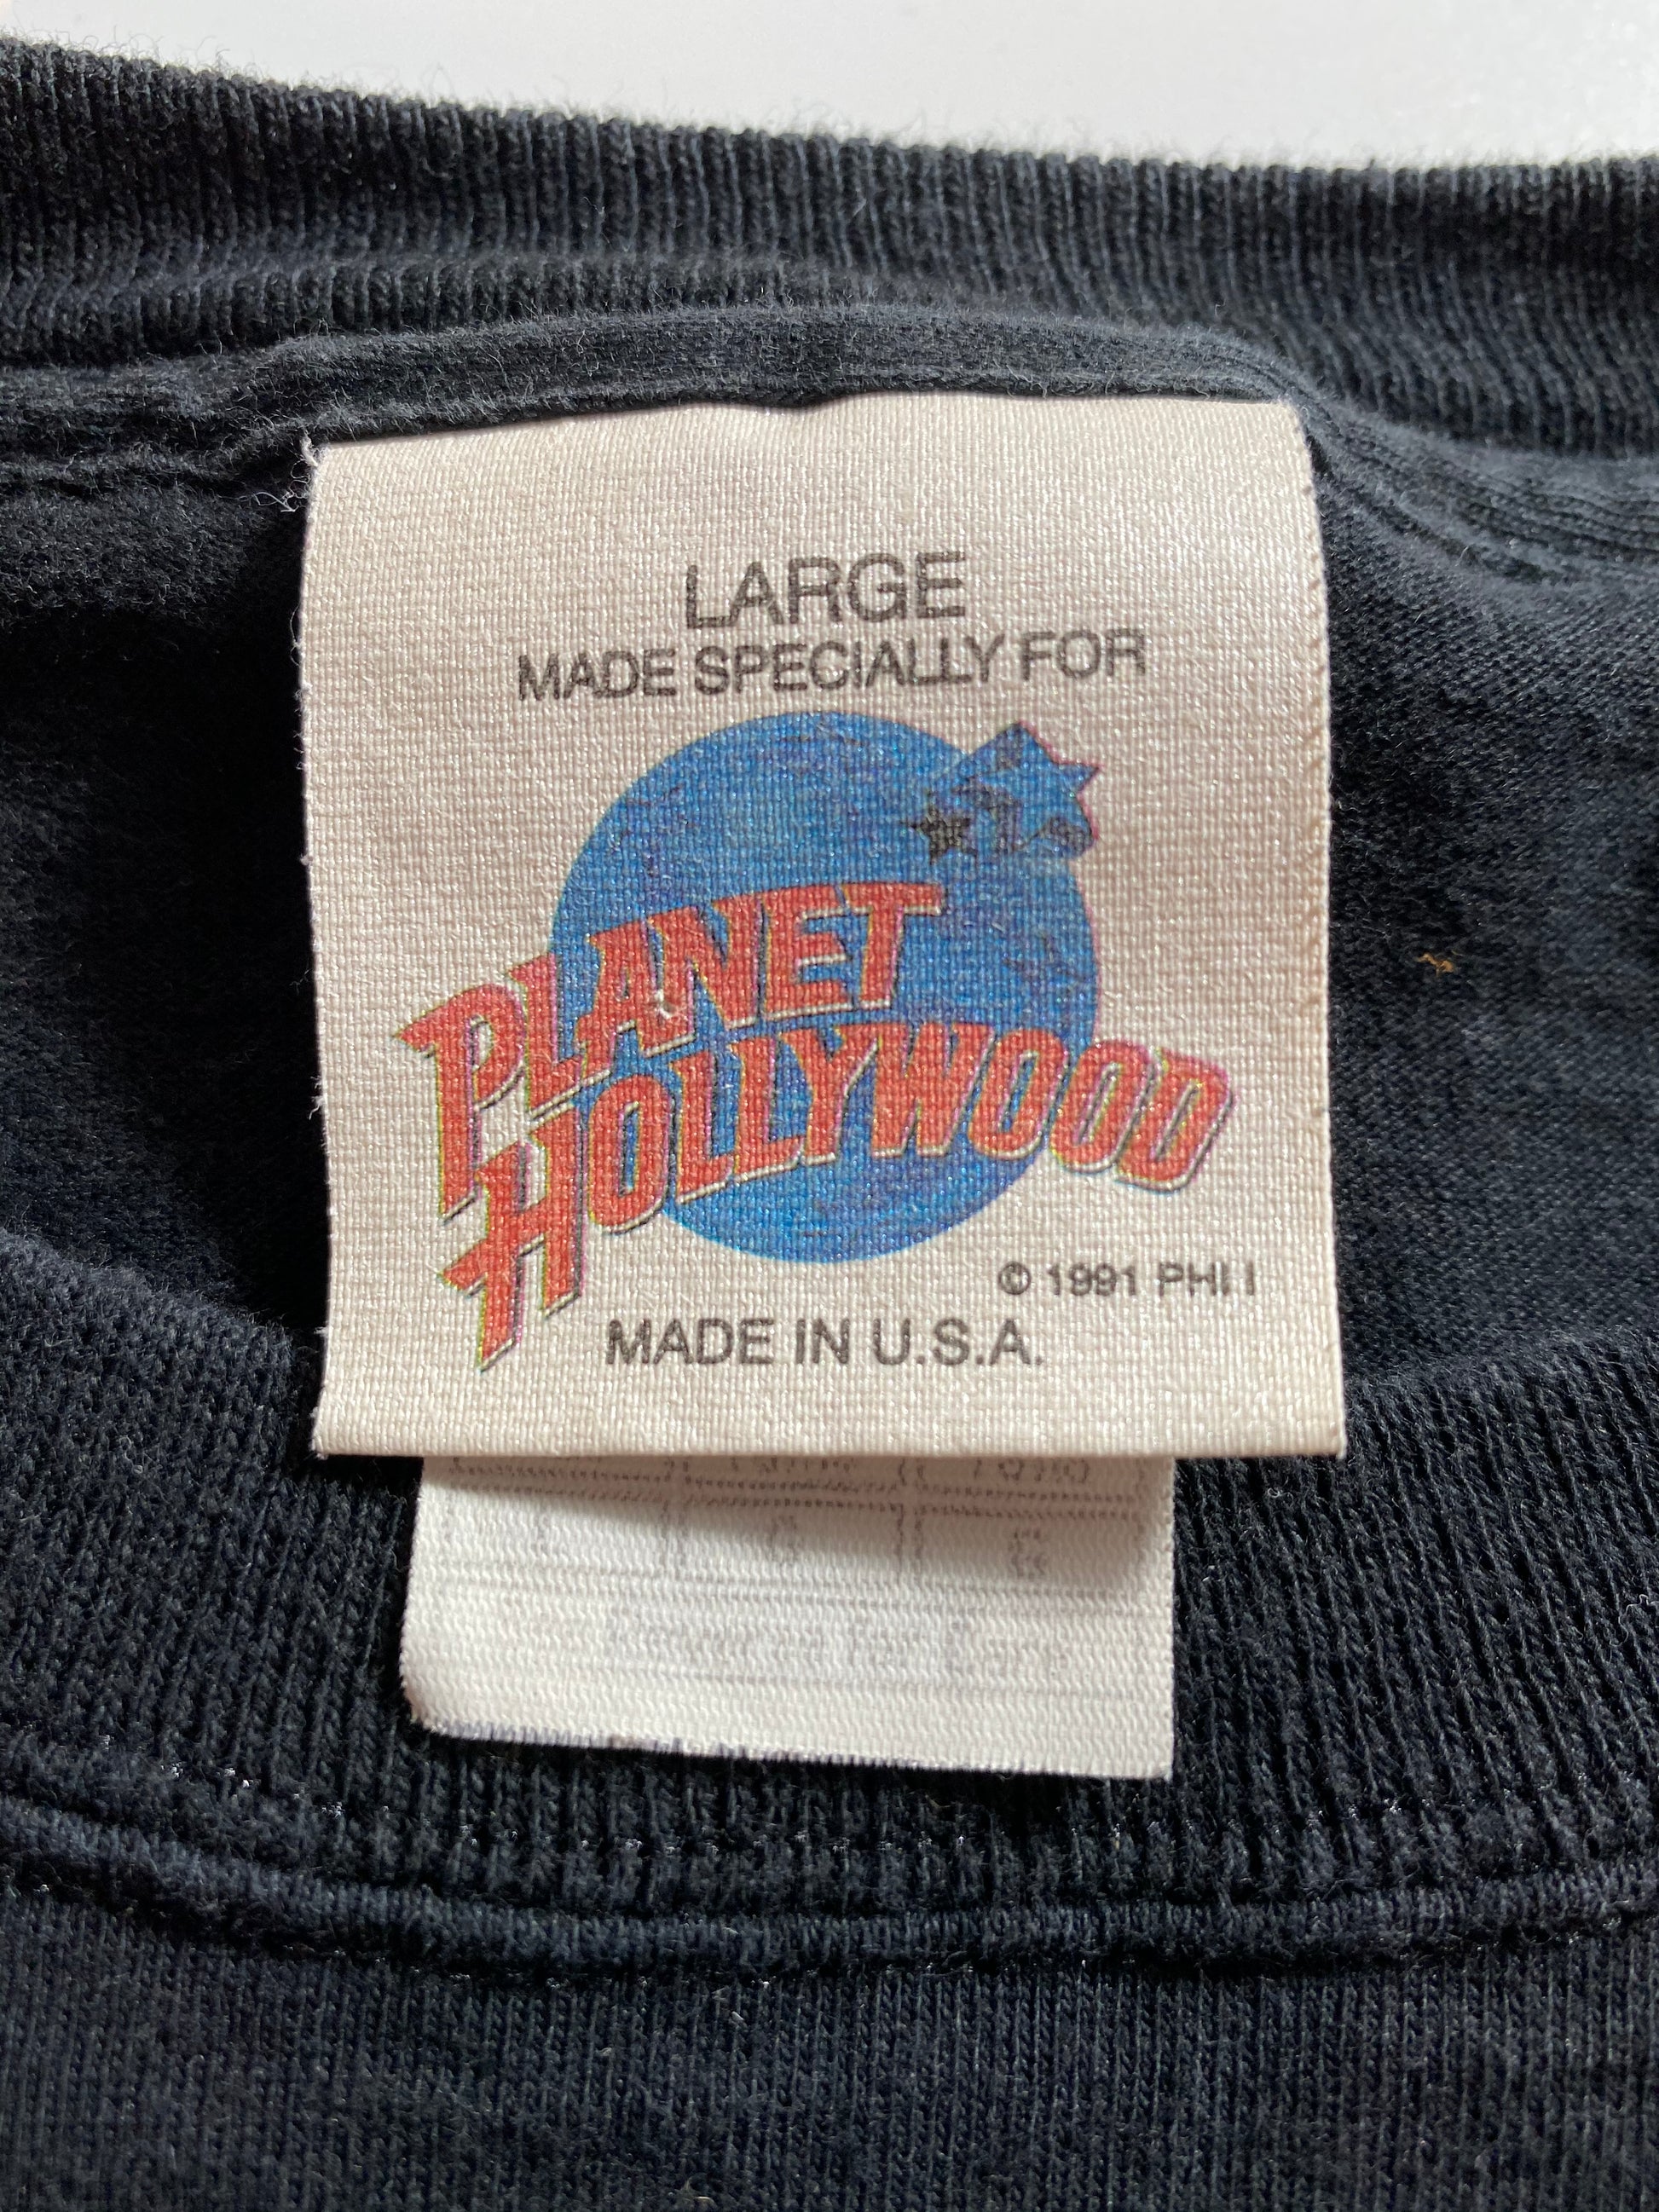 LARGE
MADE SPECIALLY FOR
PLANET
HOLLYWOOD
© 1991 PHI I
MADE IN U.S.A.